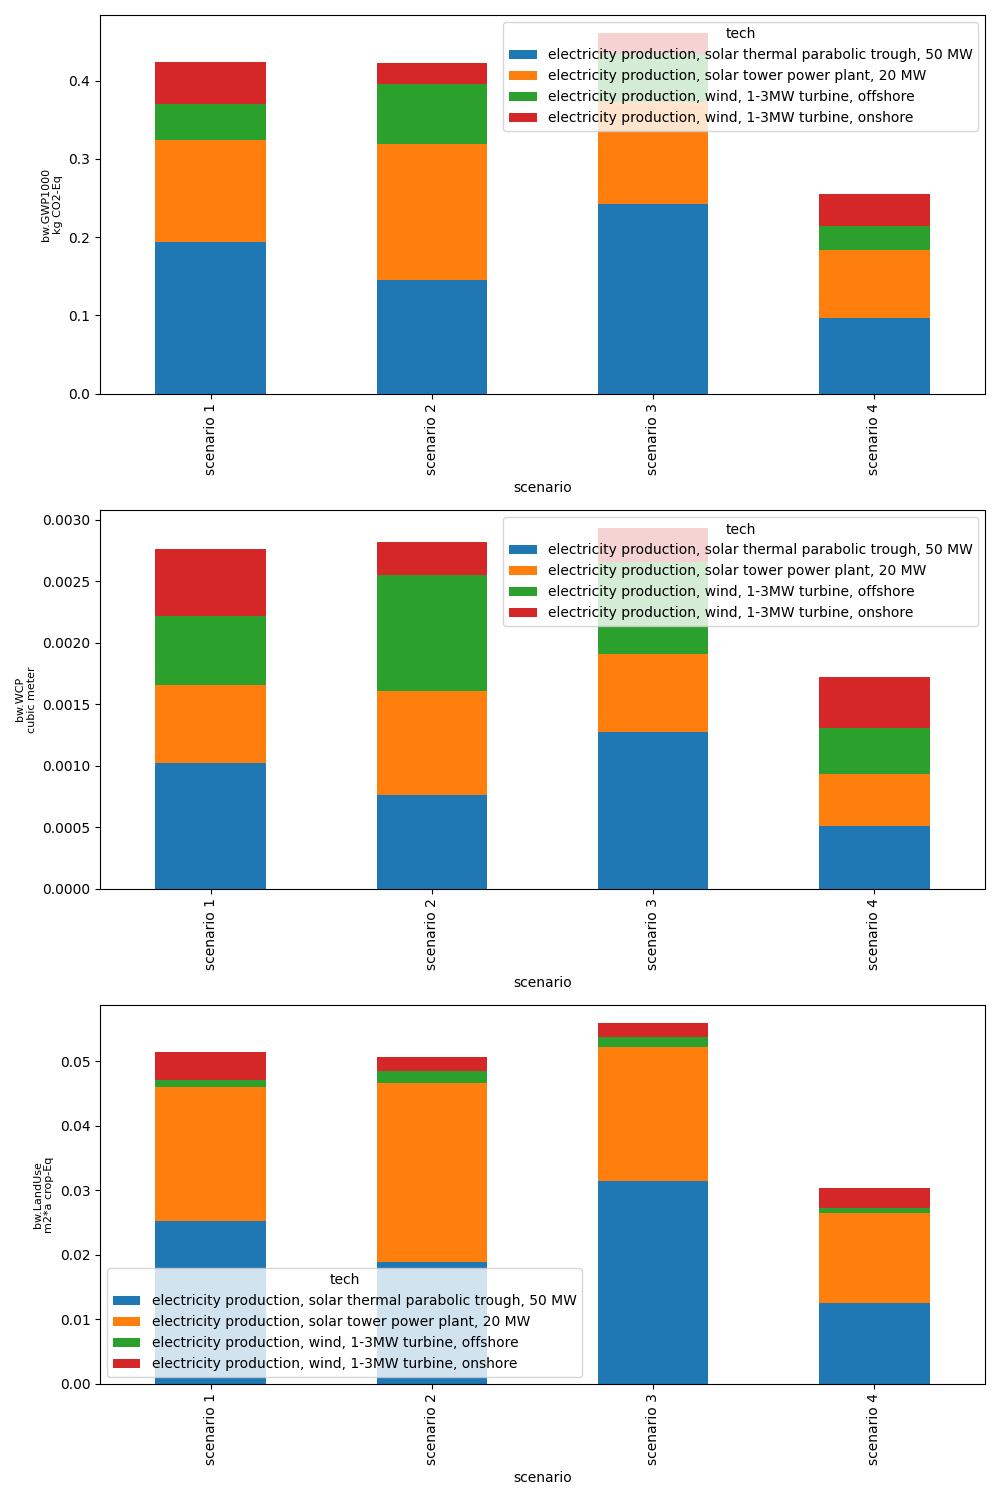 tech
electricity production, solar thermal parabolic trough, 50 MW
electricity production, solar tower power plant, 20 MW
electricity production, wind, 1-3MW turbine, offshore
electricity production, wind, 1-3MW turbine, onshore
0.4
0.3
0.2
0.1
0.0
bw.GWP1000
kg CO2-Eq
scenario 1
scenario 2
scenario 3
scenario 4
scenario
tech
electricity production, solar thermal parabolic trough, 50 MW
electricity production, solar tower power plant, 20 MW
electricity production, wind, 1-3MW turbine, offshore
electricity production, wind, 1-3MW turbine, onshore
0.0030
0.0025
0.0020
0.0015
0.0010
0.0005
0.0000
bw.WCP
cubic meter
scenario 1
scenario 2
scenario 3
scenario 4
scenario
0.05
0.04
0.03
0.02
0.01
0.00
bw.LandUse
m2*a crop-Eq
tech
electricity production, solar thermal parabolic trough, 50 MW
electricity production, solar tower power plant, 20 MW
electricity production, wind, 1-3MW turbine, offshore
electricity production, wind, 1-3MW turbine, onshore
scenario 1
scenario 2
scenario 3
scenario 4
scenario